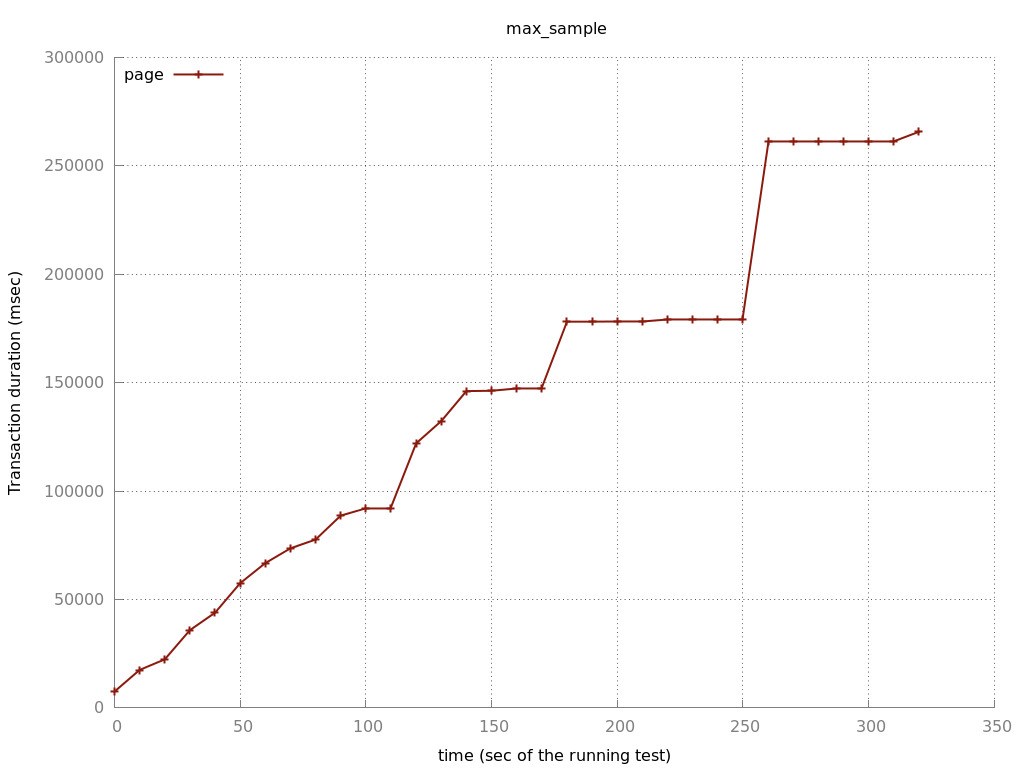 max_sample
300000
page
250000
200000
150000
100000
50000
0
Transaction duration (msec)
0 50 100 150 200 250 300 350
time (sec of the running test)